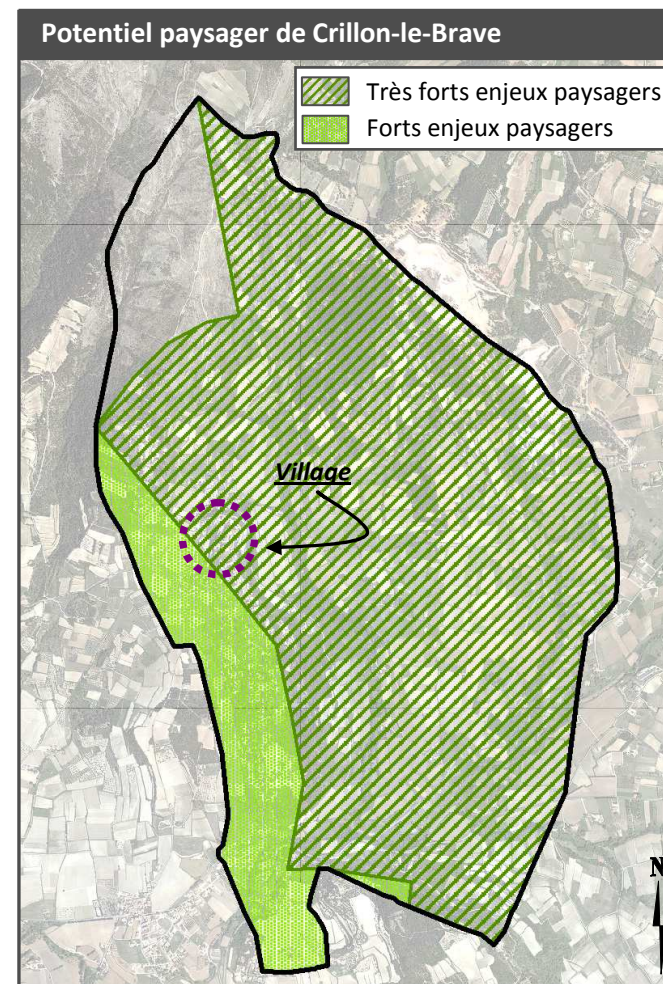 Potentiel paysager de Crillon-le-Brave
Très forts enjeux paysagers
Forts enjeux paysagers
Village
N